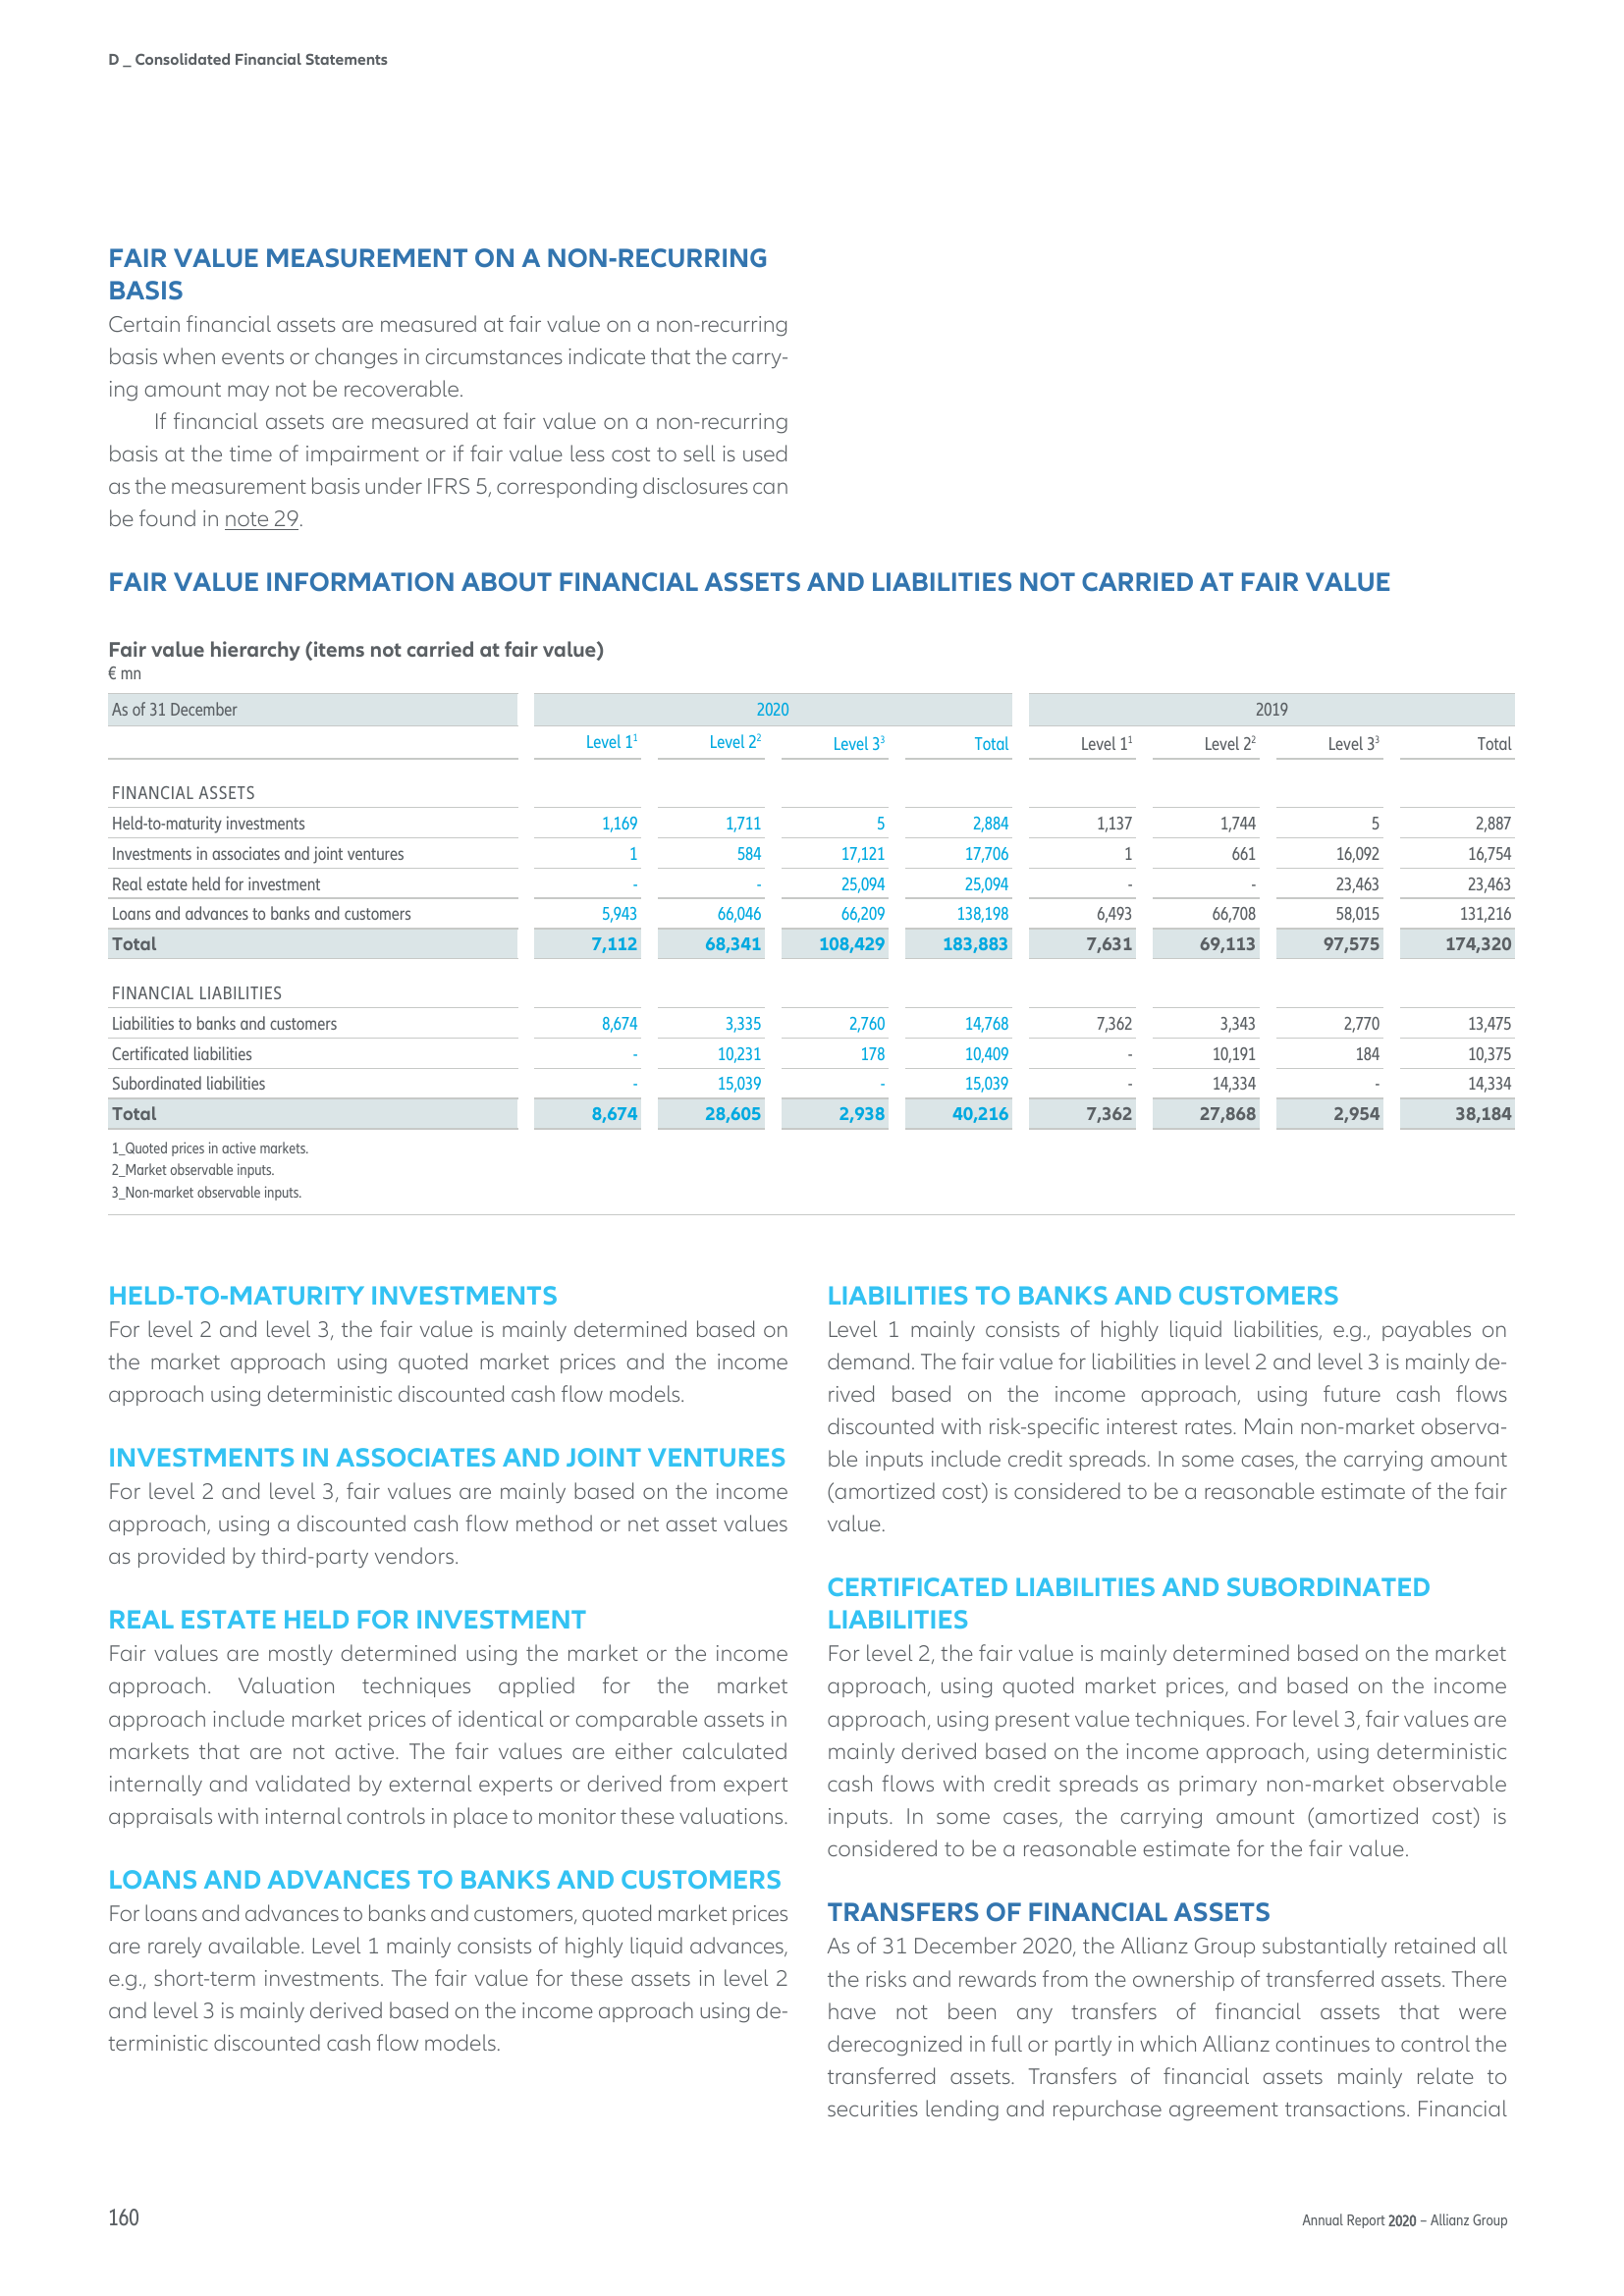 D _ Consolidated Financial Statements
FAIR VALUE MEASUREMENT ON A NON-RECURRING
BASIS
Certain financial assets are measured at fair value on a non-recurring
basis when events or changes in circumstances indicate that the carry-
ing amount may not be recoverable.
If financial assets are measured at fair value on a non-recurring
basis at the time of impairment or if fair value less cost to sell is used
as the measurement basis under IFRS 5, corresponding disclosures can
be found in note 29.
FAIR VALUE INFORMATION ABOUT FINANCIAL ASSETS AND LIABILITIES NOT CARRIED AT FAIR VALUE
Fair value hierarchy (items not carried at fair value)
€ mn
As of 31 December 2020 2019
Level 1¹ Level 2² Level 3³ Total Level 1¹ Level 2² Level 3³ Total
FINANCIAL ASSETS
Held-to-maturity investments 1,169 1,711 5 2,884 1,137 1,744 5 2,887
Investments in associates and joint ventures 1 584 17,121 17,706 1 661 16,092 16,754
Real estate held for investment - - 25,094 25,094 - - 23,463 23,463
Loans and advances to banks and customers 5,943 66,046 66,209 138,198 6,493 66,708 58,015 131,216
Total 7,112 68,341 108,429 183,883 7,631 69,113 97,575 174,320
FINANCIAL LIABILITIES
Liabilities to banks and customers 8,674 3,335 2,760 14,768 7,362 3,343 2,770 13,475
Certificated liabilities - 10,231 178 10,409 - 10,191 184 10,375
Subordinated liabilities - 15,039 - 15,039 - 14,334 - 14,334
Total 8,674 28,605 2,938 40,216 7,362 27,868 2,954 38,184
1_Quoted prices in active markets.
2_Market observable inputs.
3_Non-market observable inputs.
HELD-TO-MATURITY INVESTMENTS
For level 2 and level 3, the fair value is mainly determined based on
the market approach using quoted market prices and the income
approach using deterministic discounted cash flow models.
INVESTMENTS IN ASSOCIATES AND JOINT VENTURES
For level 2 and level 3, fair values are mainly based on the income
approach, using a discounted cash flow method or net asset values
as provided by third-party vendors.
REAL ESTATE HELD FOR INVESTMENT
Fair values are mostly determined using the market or the income
approach. Valuation techniques applied for the market
approach include market prices of identical or comparable assets in
markets that are not active. The fair values are either calculated
internally and validated by external experts or derived from expert
appraisals with internal controls in place to monitor these valuations.
LOANS AND ADVANCES TO BANKS AND CUSTOMERS
For loans and advances to banks and customers, quoted market prices
are rarely available. Level 1 mainly consists of highly liquid advances,
e.g., short-term investments. The fair value for these assets in level 2
and level 3 is mainly derived based on the income approach using de-
terministic discounted cash flow models.
LIABILITIES TO BANKS AND CUSTOMERS
Level 1 mainly consists of highly liquid liabilities, e.g., payables on
demand. The fair value for liabilities in level 2 and level 3 is mainly de-
rived based on the income approach, using future cash flows
discounted with risk-specific interest rates. Main non-market observa-
ble inputs include credit spreads. In some cases, the carrying amount
(amortized cost) is considered to be a reasonable estimate of the fair
value.
CERTIFICATED LIABILITIES AND SUBORDINATED
LIABILITIES
For level 2, the fair value is mainly determined based on the market
approach, using quoted market prices, and based on the income
approach, using present value techniques. For level 3, fair values are
mainly derived based on the income approach, using deterministic
cash flows with credit spreads as primary non-market observable
inputs. In some cases, the carrying amount (amortized cost) is
considered to be a reasonable estimate for the fair value.
TRANSFERS OF FINANCIAL ASSETS
As of 31 December 2020, the Allianz Group substantially retained all
the risks and rewards from the ownership of transferred assets. There
have not been any transfers of financial assets that were
derecognized in full or partly in which Allianz continues to control the
transferred assets. Transfers of financial assets mainly relate to
securities lending and repurchase agreement transactions. Financial
160
Annual Report 2020 – Allianz Group